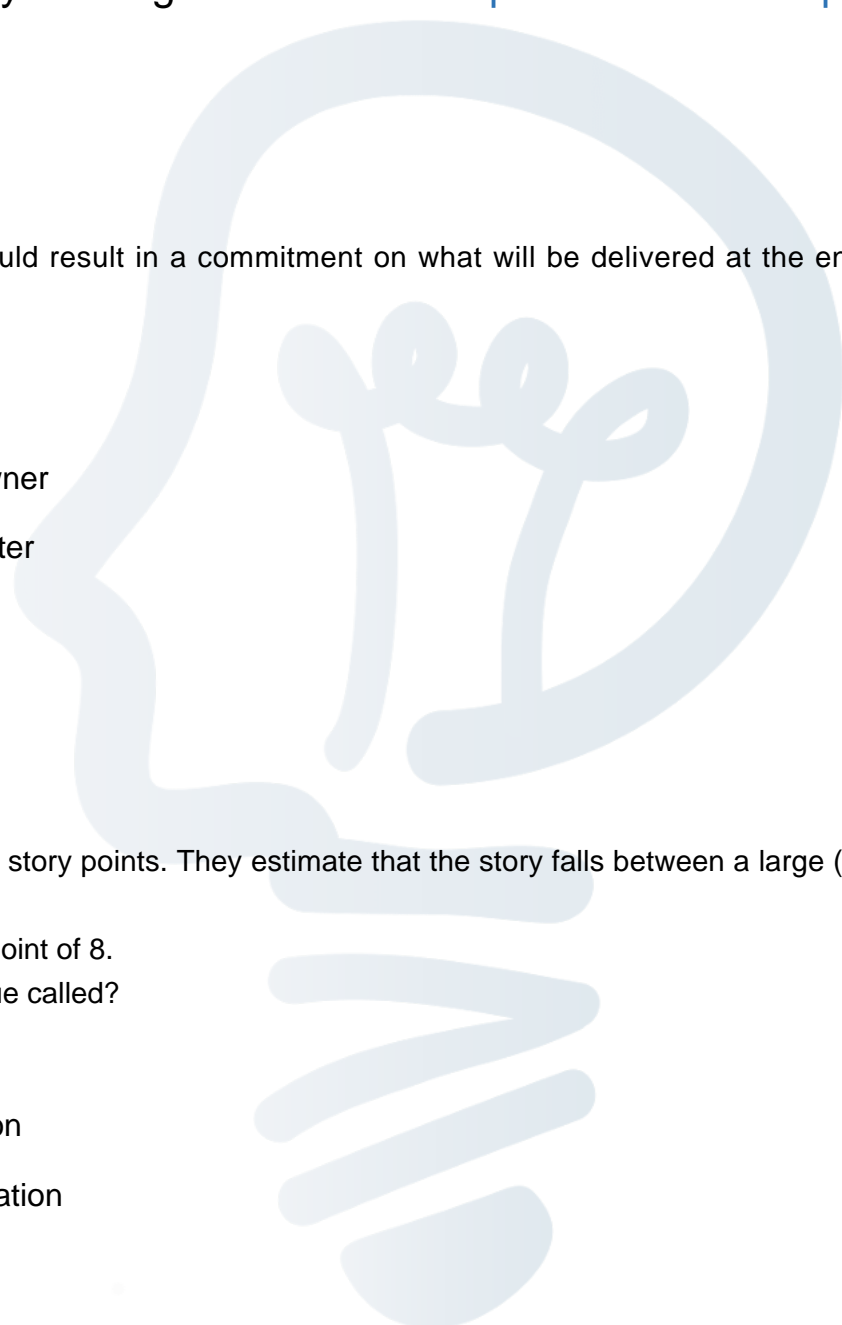 uld result in a commitment on what will be delivered at the er
ner
ter
story points. They estimate that the story falls between a large (
oint of 8.
e called?
on
ation